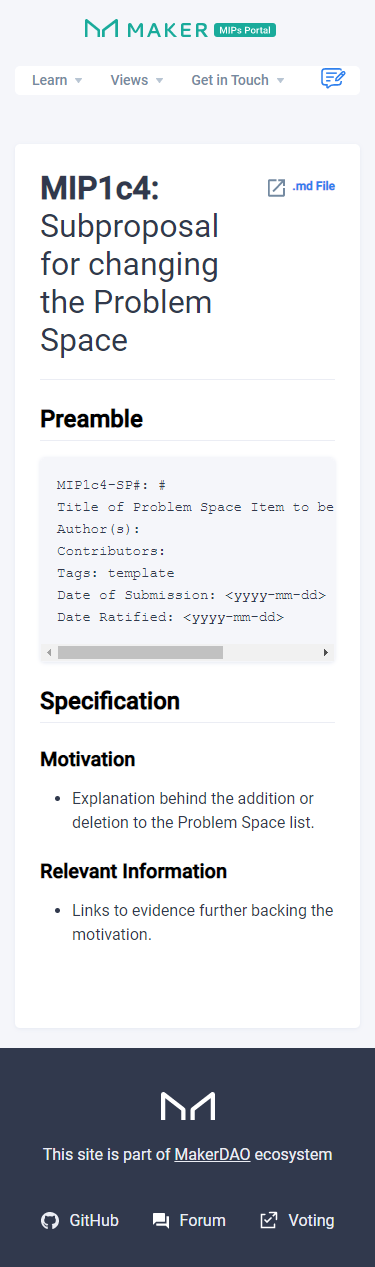 MAKER MIPs Portal
Learn Views Get in Touch
MIP1c4:
Subproposal
for changing
the Problem
Space
.md File
Preamble
MIP1c4-SP#: #
Title of Problem Space Item to be
Author(s):
Contributors:
Tags: template
Date of Submission: <yyyy-mm-dd>
Date Ratified: <yyyy-mm-dd>
Specification
Motivation
• Explanation behind the addition or
deletion to the Problem Space list.
Relevant Information
• Links to evidence further backing the
motivation.
This site is part of MakerDAO ecosystem
GitHub Forum Voting